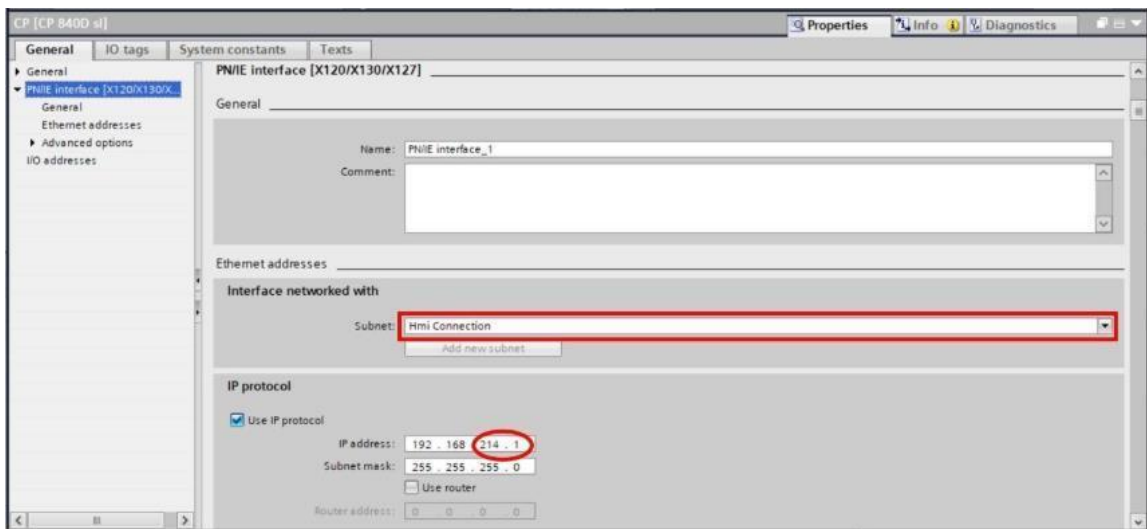 CP [CP 840D sl]
Properties Info Diagnostics
General IO tags System constants Texts
General
PN/IE interface [X120/X130/X...
General
Ethernet addresses
Advanced options
I/O addresses
PN/IE interface [X120/X130/X127]
General
Name: PN/IE interface_1
Comment:
Ethernet addresses
Interface networked with
Subnet: Hmi Connection
Add new subnet
IP protocol
Use IP protocol
IP address: 192 . 168 . 214 . 1
Subnet mask: 255 . 255 . 255 . 0
Use router
Router address: 0 . 0 . 0 . 0